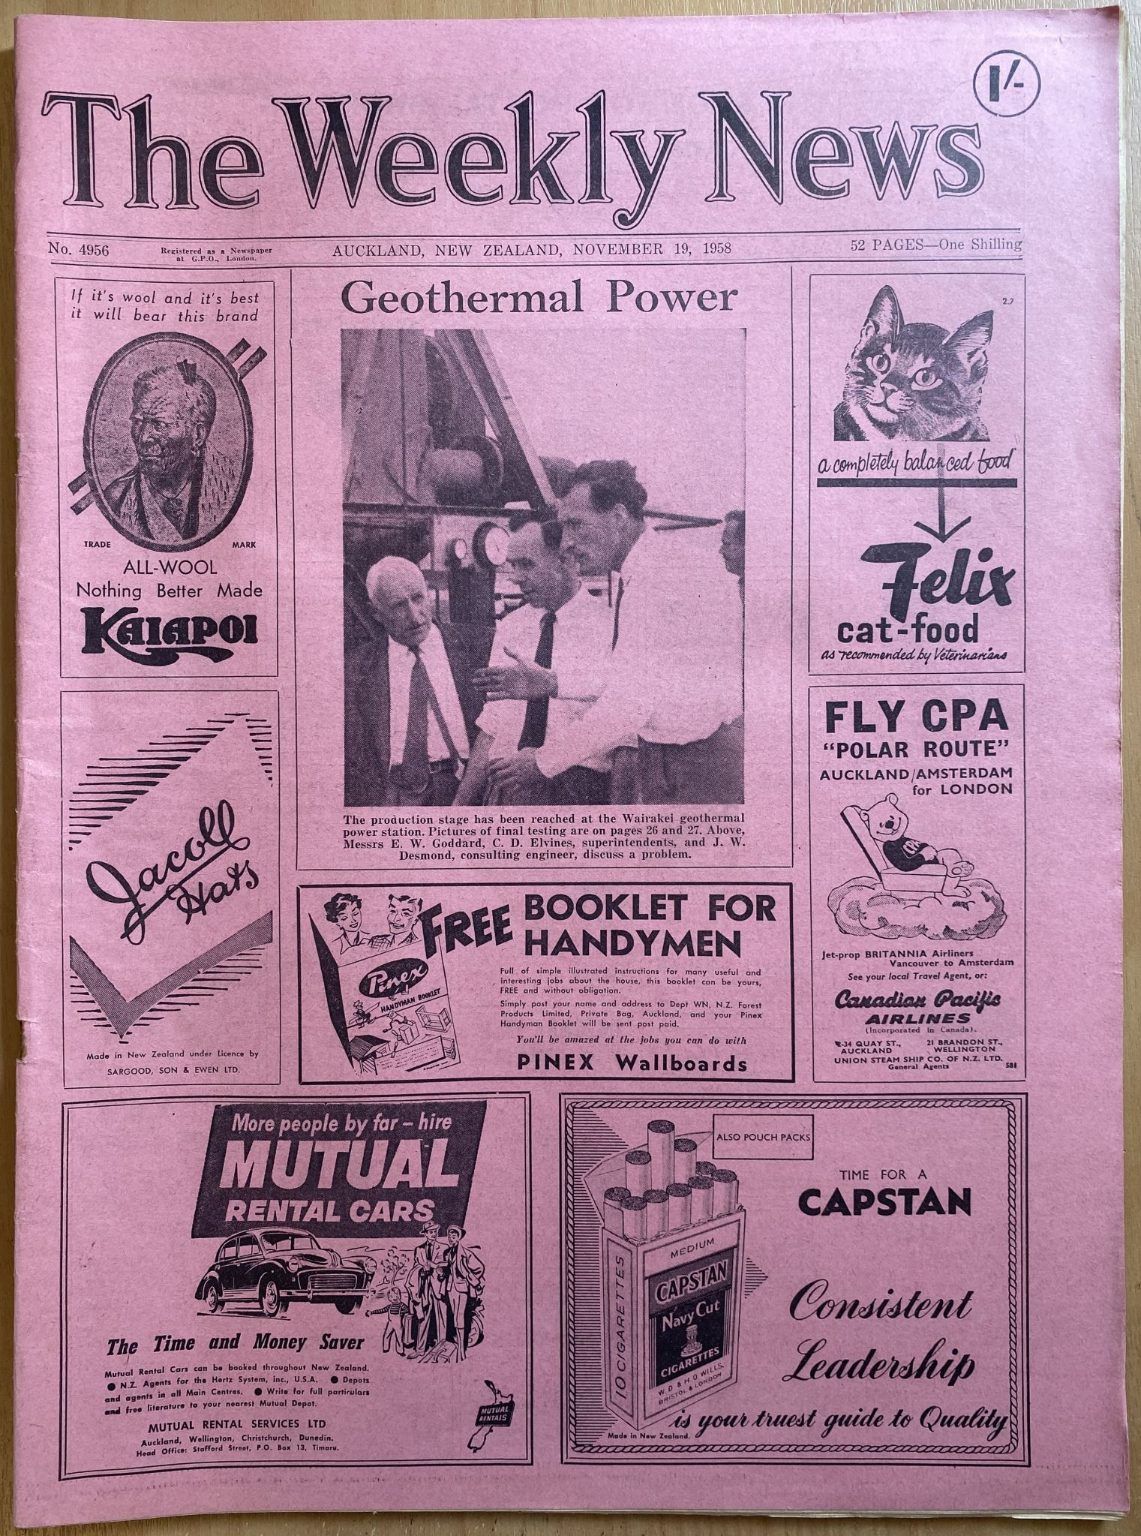 The Weekly News
1/-
No. 4956
Registered as a Newspaper
at G.P.O., London.
AUCKLAND, NEW ZEALAND, NOVEMBER 19, 1958
52 PAGES—One Shilling
If it's wool and it's best
it will bear this brand
TRADE MARK
ALL-WOOL
Nothing Better Made
KAIAPOI
Geothermal Power
The production stage has been reached at the Wairakei geothermal
power station. Pictures of final testing are on pages 26 and 27. Above,
Messrs E. W. Goddard, C. D. Elvines, superintendents, and J. W.
Desmond, consulting engineer, discuss a problem.
2.7
a completely balanced food
Felix
cat-food
as recommended by Veterinarians
Jacoll
Hats
Made in New Zealand under Licence by
SARGOOD, SON & EWEN LTD.
FREE BOOKLET FOR
HANDYMEN
Pinex
HANDYMAN BOOKLET
Full of simple illustrated instructions for many useful and
interesting jobs about the house, this booklet can be yours,
FREE and without obligation.
Simply post your name and address to Dept WN, N.Z. Forest
Products Limited, Private Bag, Auckland, and your Pinex
Handyman Booklet will be sent post paid.
You'll be amazed at the jobs you can do with
PINEX Wallboards
FLY CPA
"POLAR ROUTE"
AUCKLAND/AMSTERDAM
for LONDON
Jet-prop BRITANNIA Airliners
Vancouver to Amsterdam
See your local Travel Agent, or:
Canadian Pacific
AIRLINES
(Incorporated in Canada).
32-34 QUAY ST., AUCKLAND
21 BRANDON ST., WELLINGTON
UNION STEAM SHIP CO. OF N.Z. LTD.
General Agents
588
More people by far – hire
MUTUAL
RENTAL CARS
The Time and Money Saver
Mutual Rental Cars can be booked throughout New Zealand.
● N.Z. Agents for the Hertz System, Inc., U.S.A. ● Depots
and agents in all Main Centres. ● Write for full particulars
and free literature to your nearest Mutual Depot.
MUTUAL RENTAL SERVICES LTD
Auckland, Wellington, Christchurch, Dunedin.
Head Office: Stafford Street, P.O. Box 13, Timaru.
MUTUAL
RENTALS
ALSO POUCH PACKS
TIME FOR A
CAPSTAN
MEDIUM
CAPSTAN
Navy Cut
CIGARETTES
W.D. & H.O. WILLS,
BRISTOL & LONDON
10 CIGARETTES
Consistent
Leadership
is your truest guide to Quality
Made in New Zealand.